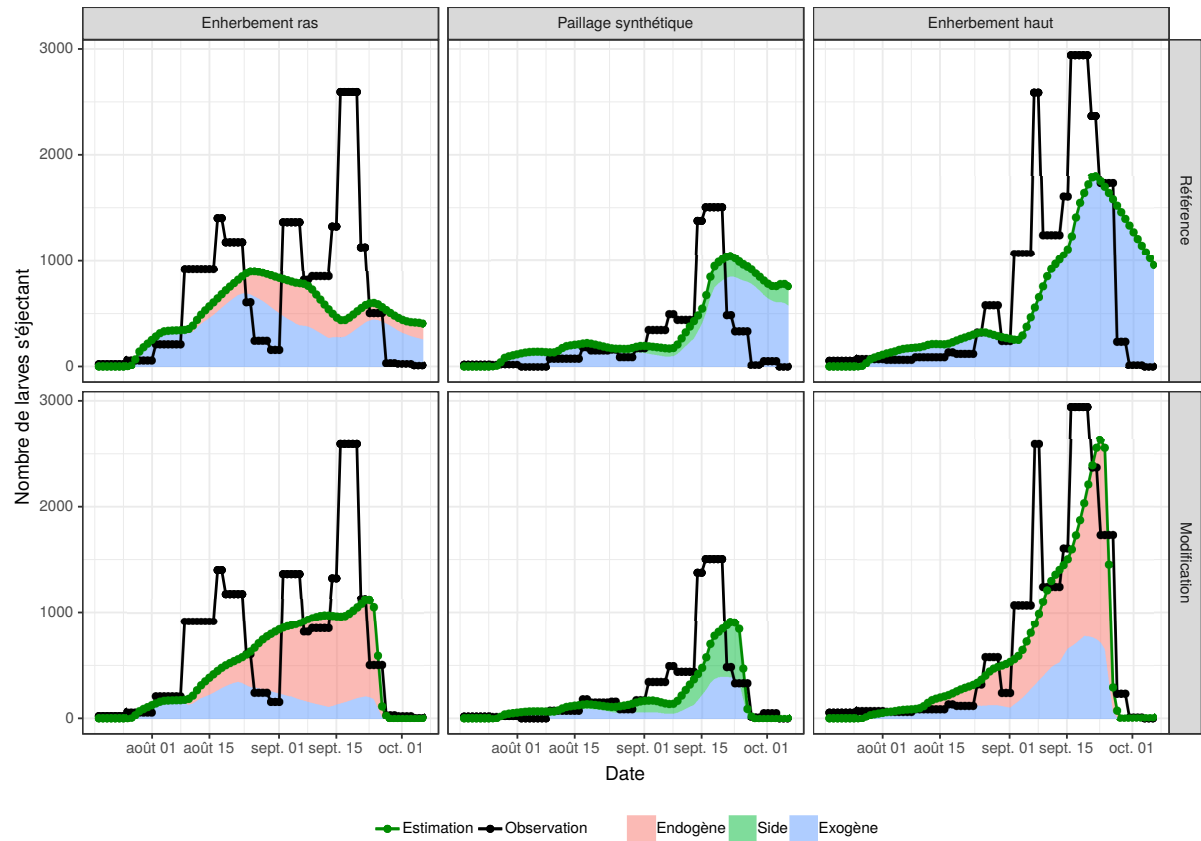 Enherbement ras Paillage synthétique Enherbement haut
Nombre de larves s'éjectant
3000
2000
1000
0
Référence
3000
2000
1000
0
Modification
août 01 août 15 sept. 01 sept. 15 oct. 01 août 01 août 15 sept. 01 sept. 15 oct. 01 août 01 août 15 sept. 01 sept. 15 oct. 01
Date
Estimation Observation Endogène Side Exogène